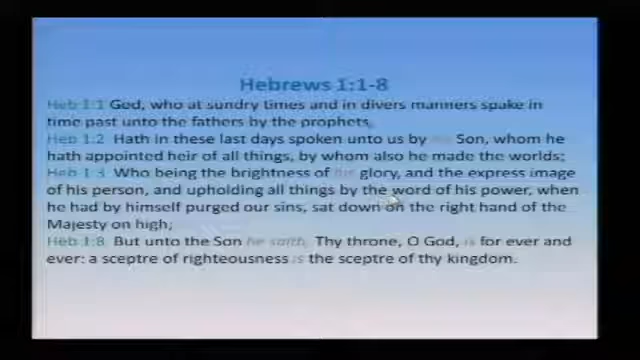 Hebrews 1:1-8
Heb 1:1 God, who at sundry times and in divers manners spake in
time past unto the fathers by the prophets,
Heb 1:2 Hath in these last days spoken unto us by his Son, whom he
hath appointed heir of all things, by whom also he made the worlds;
Heb 1:3 Who being the brightness of his glory, and the express image
of his person, and upholding all things by the word of his power, when
he had by himself purged our sins, sat down on the right hand of the
Majesty on high;
Heb 1:8 But unto the Son he saith, Thy throne, O God, is for ever and
ever: a sceptre of righteousness is the sceptre of thy kingdom.